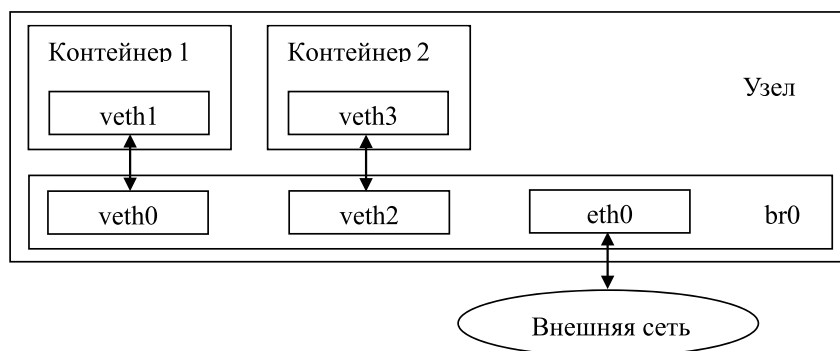 Контейнер 1
Контейнер 2
Узел
veth1
veth3
veth0
veth2
eth0
br0
Внешняя сеть